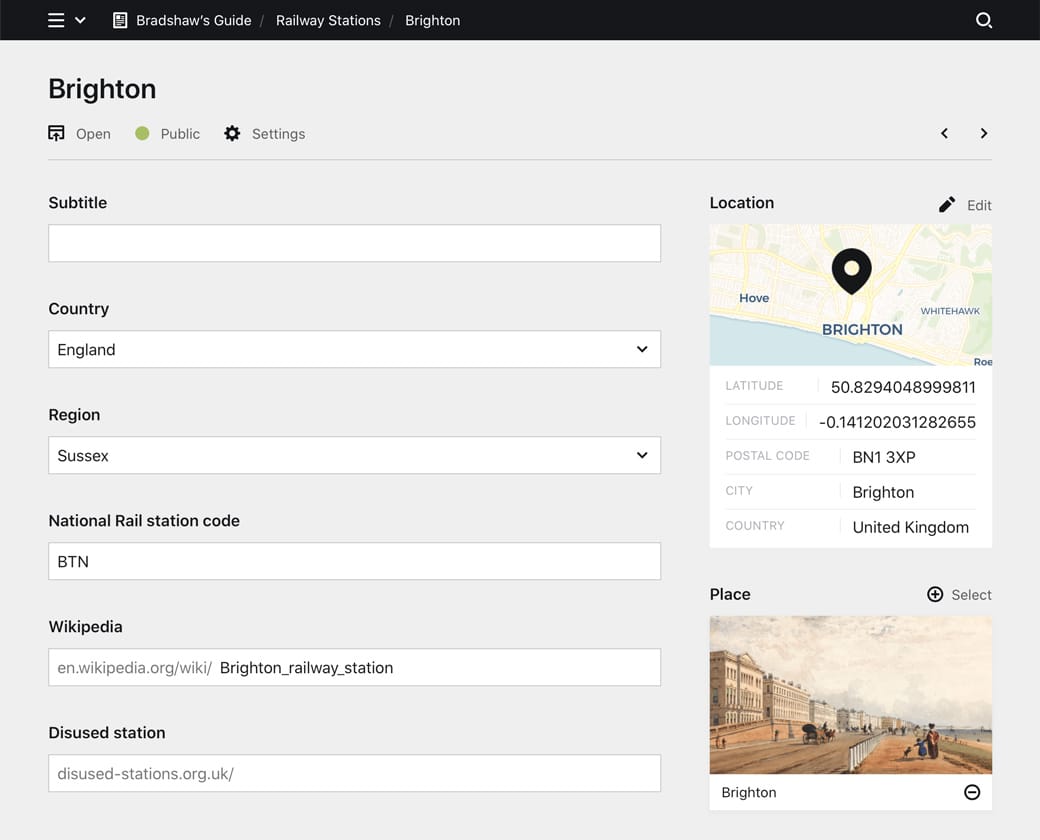 Bradshaw’s Guide / Railway Stations / Brighton
Brighton
Open Public Settings
Subtitle
Country
England
Region
Sussex
National Rail station code
BTN
Wikipedia
en.wikipedia.org/wiki/ Brighton_railway_station
Disused station
disused-stations.org.uk/
Location Edit
Hove
WHITEHAWK
BRIGHTON
Roe
LATITUDE 50.8294048999811
LONGITUDE -0.141202031282655
POSTAL CODE BN1 3XP
CITY Brighton
COUNTRY United Kingdom
Place Select
Brighton